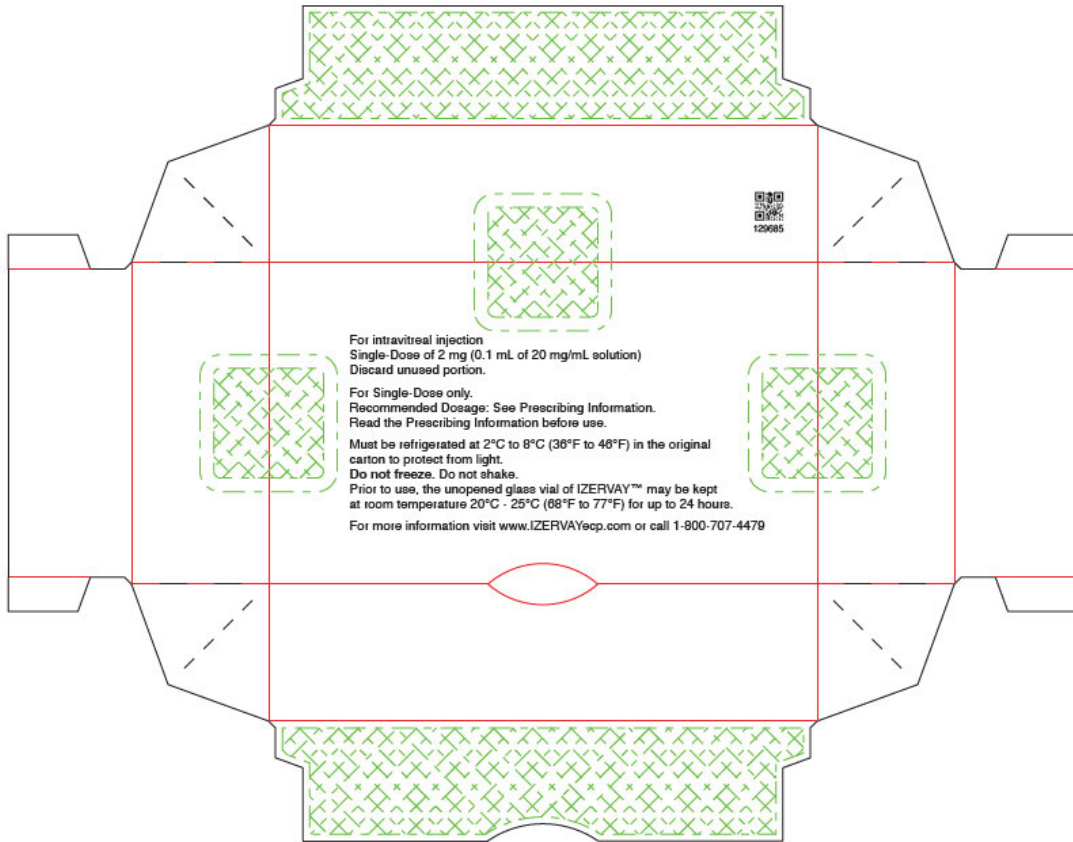 129685
For intravitreal injection
Single-Dose of 2 mg (0.1 mL of 20 mg/mL solution)
Discard unused portion.
For Single-Dose only.
Recommended Dosage: See Prescribing Information.
Read the Prescribing Information before use.
Must be refrigerated at 2°C to 8°C (36°F to 46°F) in the original
carton to protect from light.
Do not freeze. Do not shake.
Prior to use, the unopened glass vial of IZERVAY™ may be kept
at room temperature 20°C - 25°C (68°F to 77°F) for up to 24 hours.
For more information visit www.IZERVAYecp.com or call 1-800-707-4479